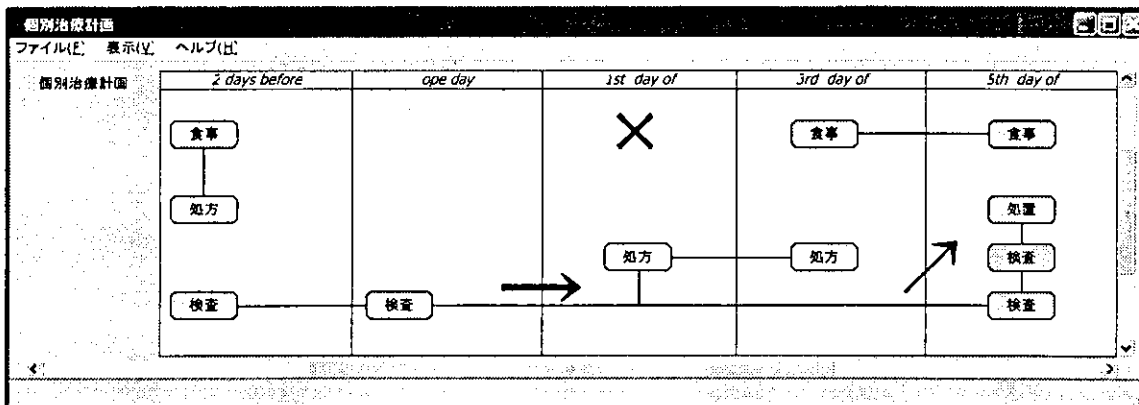 個別治療計画
ファイル(F) 表示(V) ヘルプ(H)
個別治療計画 2 days before ope day 1st day of 3rd day of 5th day of
食事 食事 食事
処方 処置
処方 処方 検査
検査 検査 検査